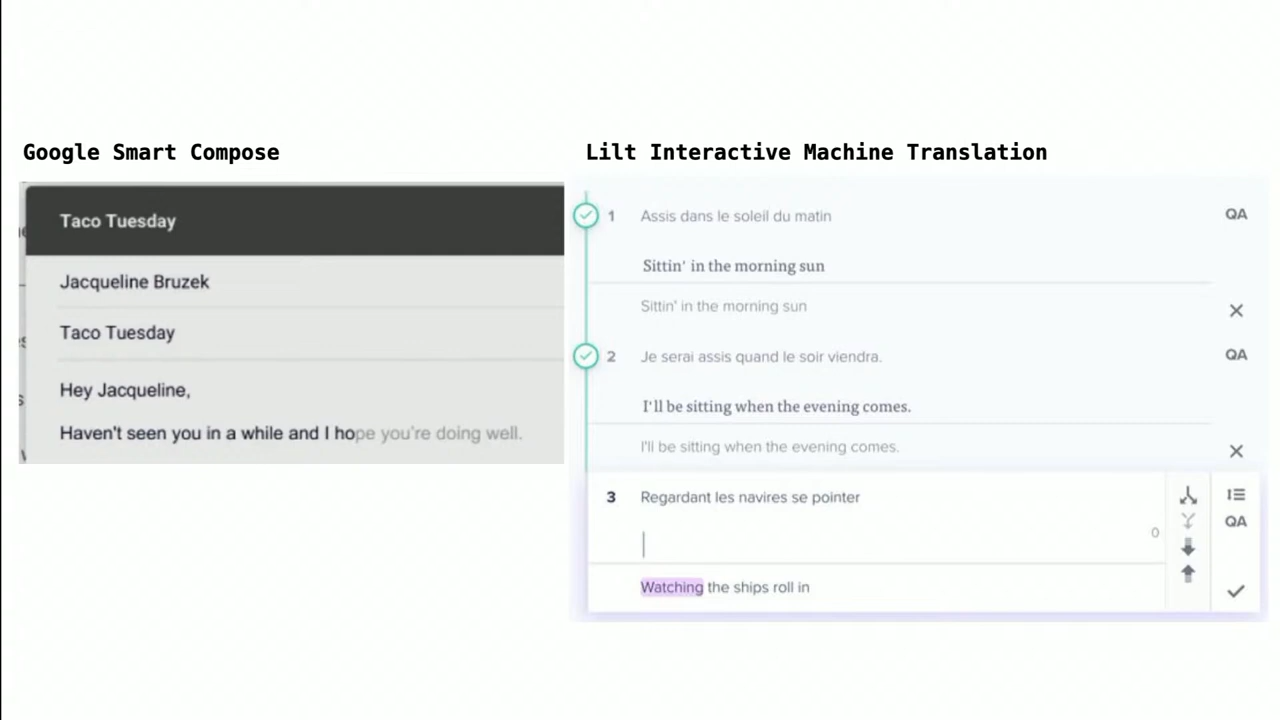 Google Smart Compose
Taco Tuesday
Jacqueline Bruzek
Taco Tuesday
Hey Jacqueline,
Haven't seen you in a while and I hope you're doing well.
Lilt Interactive Machine Translation
1 Assis dans le soleil du matin QA
Sittin' in the morning sun
Sittin' in the morning sun
2 Je serai assis quand le soir viendra. QA
I'll be sitting when the evening comes.
I'll be sitting when the evening comes.
3 Regardant les navires se pointer
QA
0
Watching the ships roll in